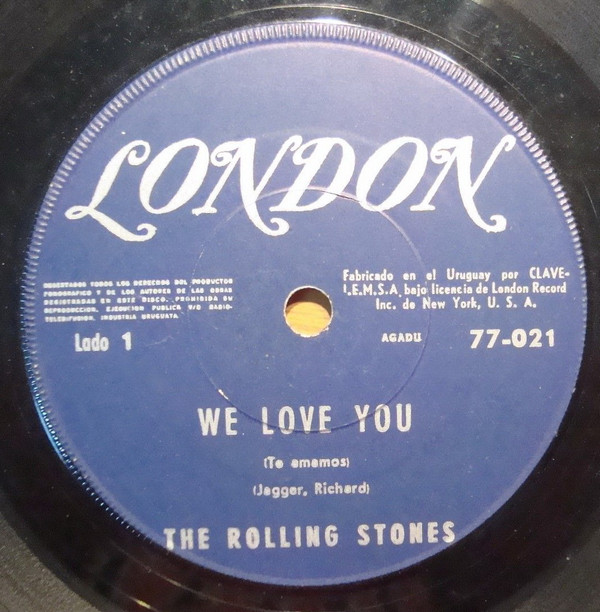 LONDON
RESERVADOS TODOS LOS DERECHOS DEL PRODUCTOR
FONOGRAFICO Y DE LOS AUTORES DE LAS OBRAS
REGISTRADAS EN ESTE DISCO. PROHIBIDA SU
REPRODUCCION, EJECUCION PUBLICA Y/O RADIO-
TELEDIFUSION. INDUSTRIA URUGUAYA.
Fabricado en el Uruguay por CLAVE-
L.E.M.S.A. bajo licencia de London Record
Inc. de New York, U. S. A.
Lado 1
AGADU 77-021
WE LOVE YOU
(Te amamos)
(Jagger, Richard)
THE ROLLING STONES